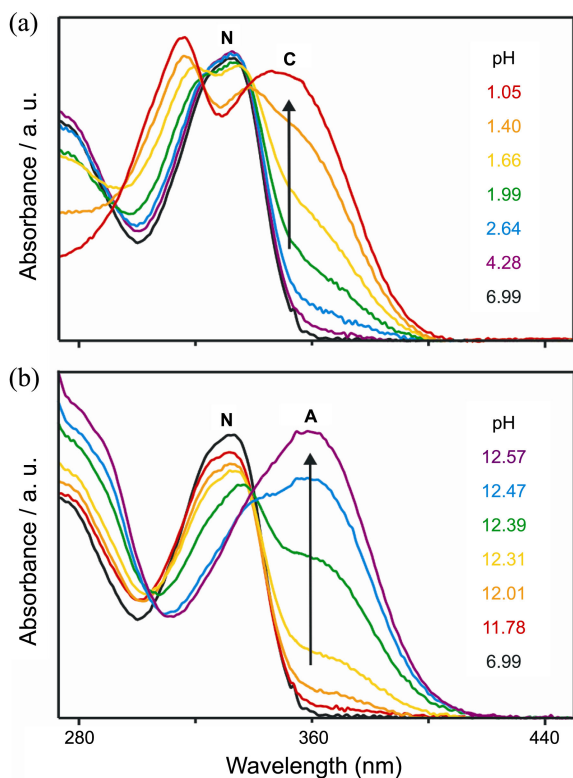 (a)
N
C
pH
1.05
1.40
1.66
1.99
2.64
4.28
6.99
Absorbance / a. u.
(b)
N
A
pH
12.57
12.47
12.39
12.31
12.01
11.78
6.99
Absorbance / a. u.
280 360 440
Wavelength (nm)